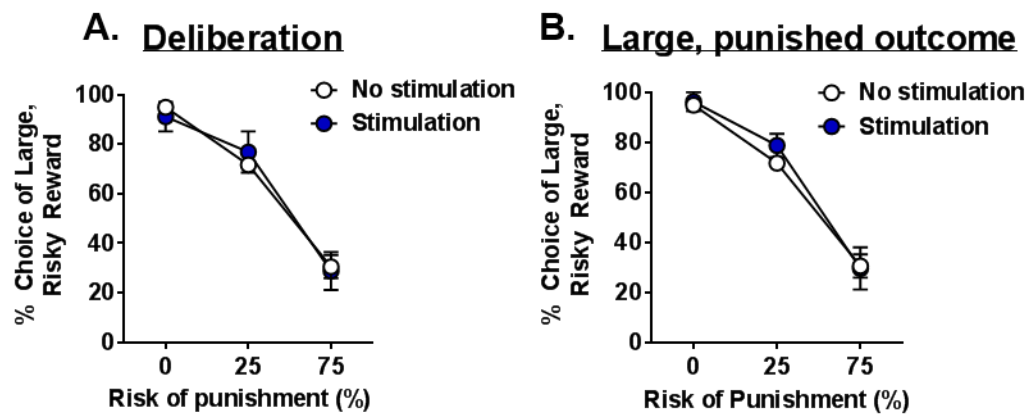 A. Deliberation
No stimulation
Stimulation
% Choice of Large,
Risky Reward
100
80
60
40
20
0
0 25 75
Risk of punishment (%)
B. Large, punished outcome
No stimulation
Stimulation
% Choice of Large,
Risky Reward
100
80
60
40
20
0
0 25 75
Risk of Punishment (%)